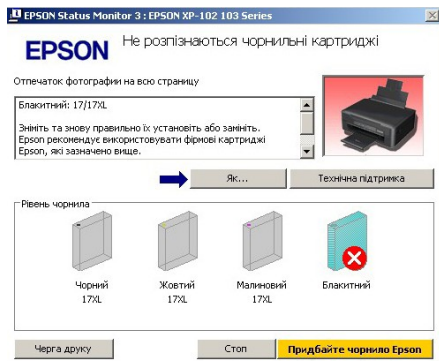 EPSON Status Monitor 3 : EPSON XP-102 103 Series
EPSON
Не розпізнаються чорнильні картриджі
Отпечаток фотографии на всю страницу
Блакитний: 17/17XL
Зніміть та знову правильно їх установіть або замініть.
Epson рекомендує використовувати фірмові картриджі
Epson, які зазначено вище.
Як...
Технічна підтримка
Рівень чорнила
Чорний
17XL
Жовтий
17XL
Малиновий
17XL
Блакитний
Черга друку
Стоп
Придбайте чорнило Epson